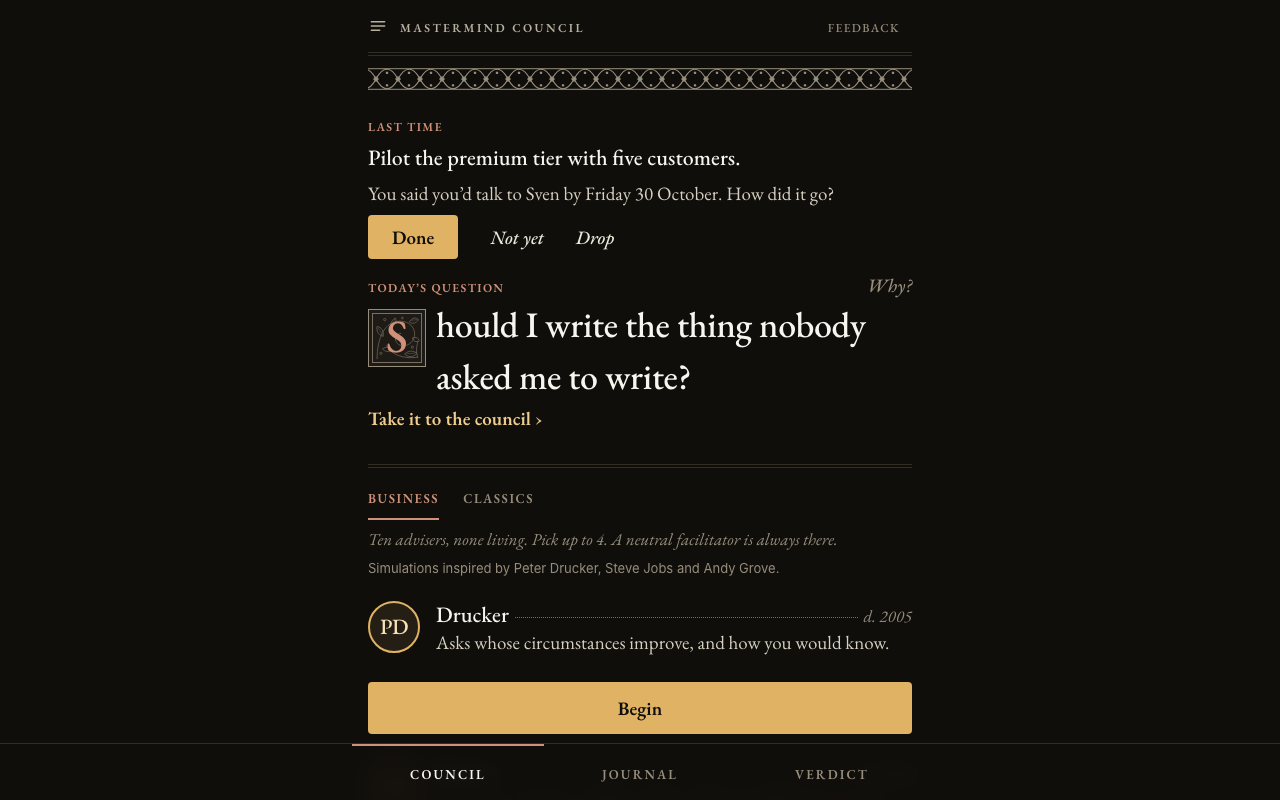 MASTERMIND COUNCIL
FEEDBACK
LAST TIME
Pilot the premium tier with five customers.
You said you’d talk to Sven by Friday 30 October. How did it go?
Done
Not yet
Drop
TODAY’S QUESTION
Why?
Should I write the thing nobody
asked me to write?
Take it to the council ›
BUSINESS
CLASSICS
Ten advisers, none living. Pick up to 4. A neutral facilitator is always there.
Simulations inspired by Peter Drucker, Steve Jobs and Andy Grove.
PD
Drucker
d. 2005
Asks whose circumstances improve, and how you would know.
Begin
COUNCIL
JOURNAL
VERDICT